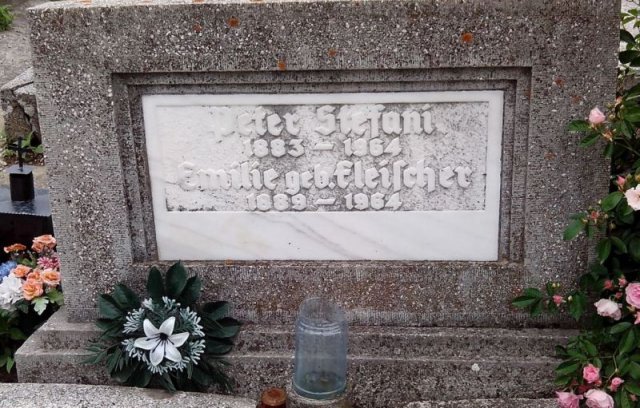 Peter Stefani
1883 – 1964
Emilie geb. Fleiſcher
1889 – 1964